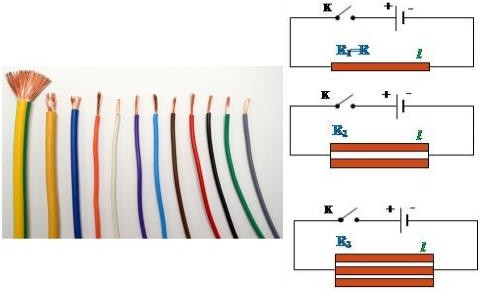 K + -
R₁=R l
K + -
R₂ l
K + -
R₃ l